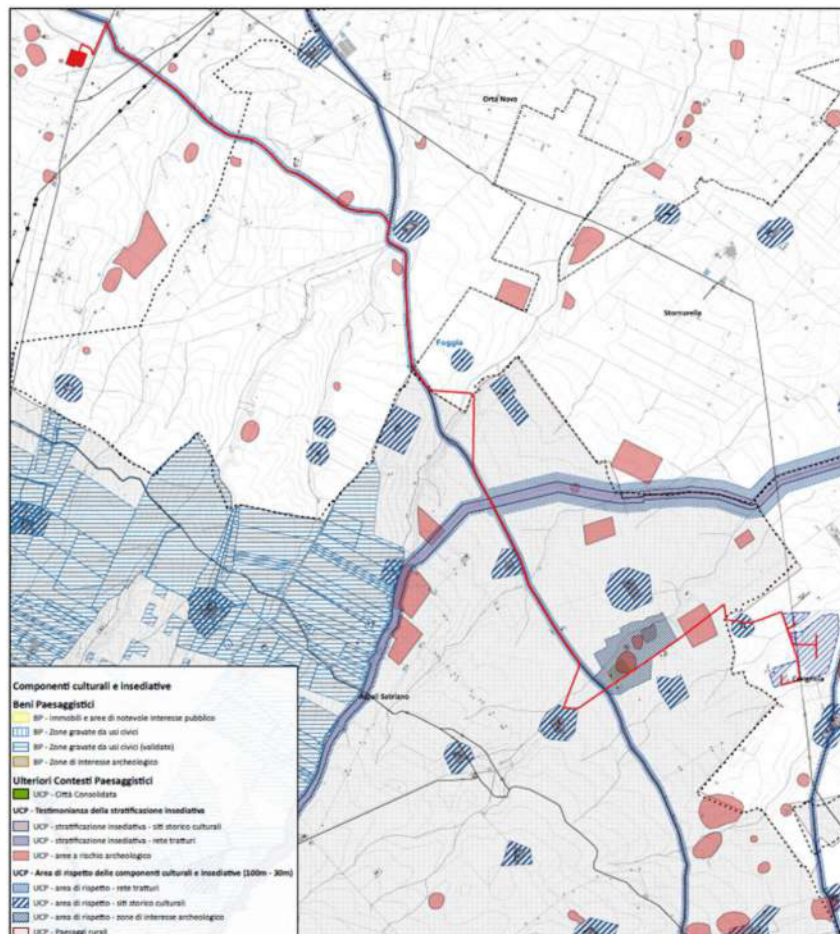 Orta Nova
Stornarella
Foggia
Componenti culturali e insediative
Beni Paesaggistici
BP - Immobili e aree di notevole interesse pubblico
BP - Zone gravate da usi civici
BP - Zone gravate da usi civici (validate)
BP - Zone di interesse archeologico
Ulteriori Contesti Paesaggistici
UCP - Città Consolidata
UCP - Testimonianza della stratificazione insediativa
UCP - stratificazione insediativa - siti storico culturali
UCP - stratificazione insediativa - rete tratturi
UCP - aree a rischio archeologico
UCP - Area di rispetto delle componenti culturali e insediative (100m - 30m)
UCP - area di rispetto - rete tratturi
UCP - area di rispetto - siti storico culturali
UCP - area di rispetto - zone di interesse archeologico
UCP - Paesaggi rurali